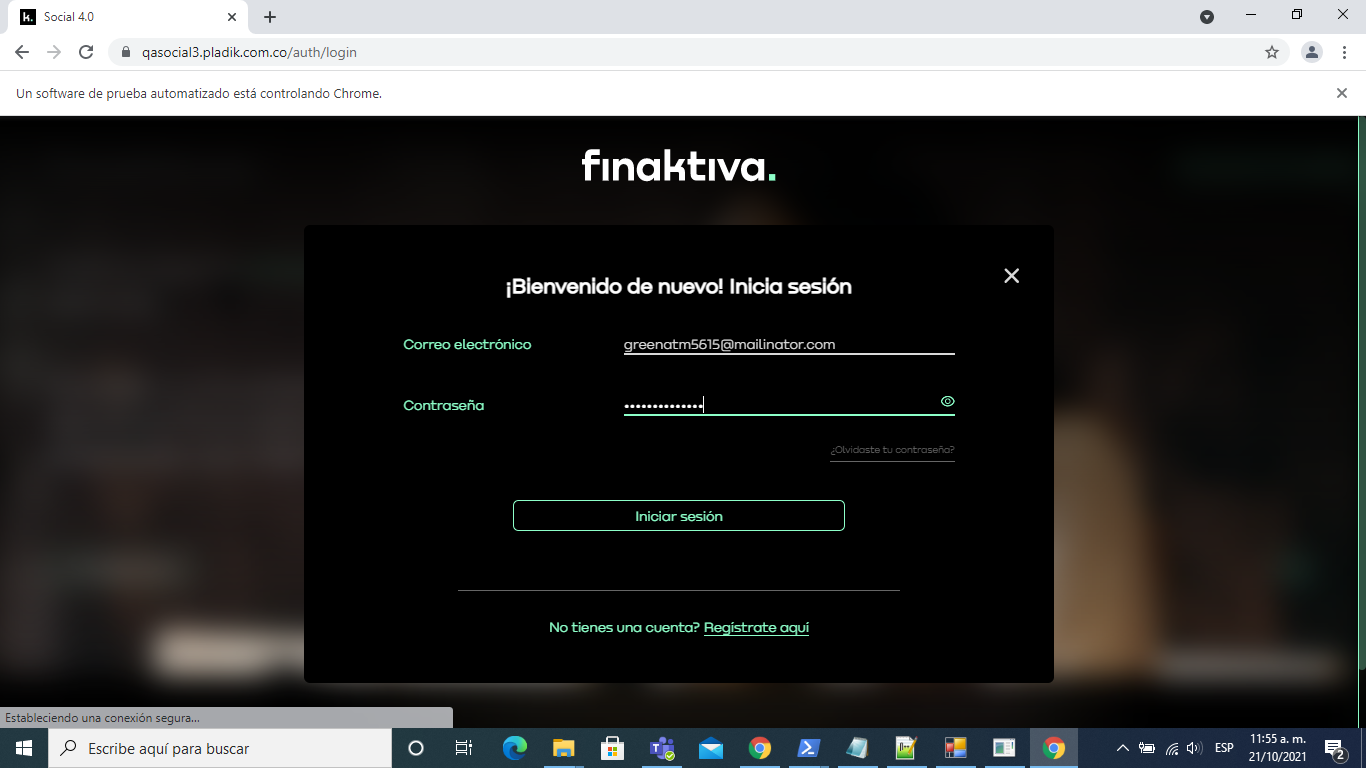 k. Social 4.0
qasocial3.pladik.com.co/auth/login
Un software de prueba automatizado está controlando Chrome.
finaktiva.
¡Bienvenido de nuevo! Inicia sesión
Correo electrónico greenatm5615@mailinator.com
Contraseña ••••••••••••••
¿Olvidaste tu contraseña?
Iniciar sesión
No tienes una cuenta? Regístrate aquí
Estableciendo una conexión segura...
Escribe aquí para buscar
ESP
11:55 a. m.
21/10/2021
2